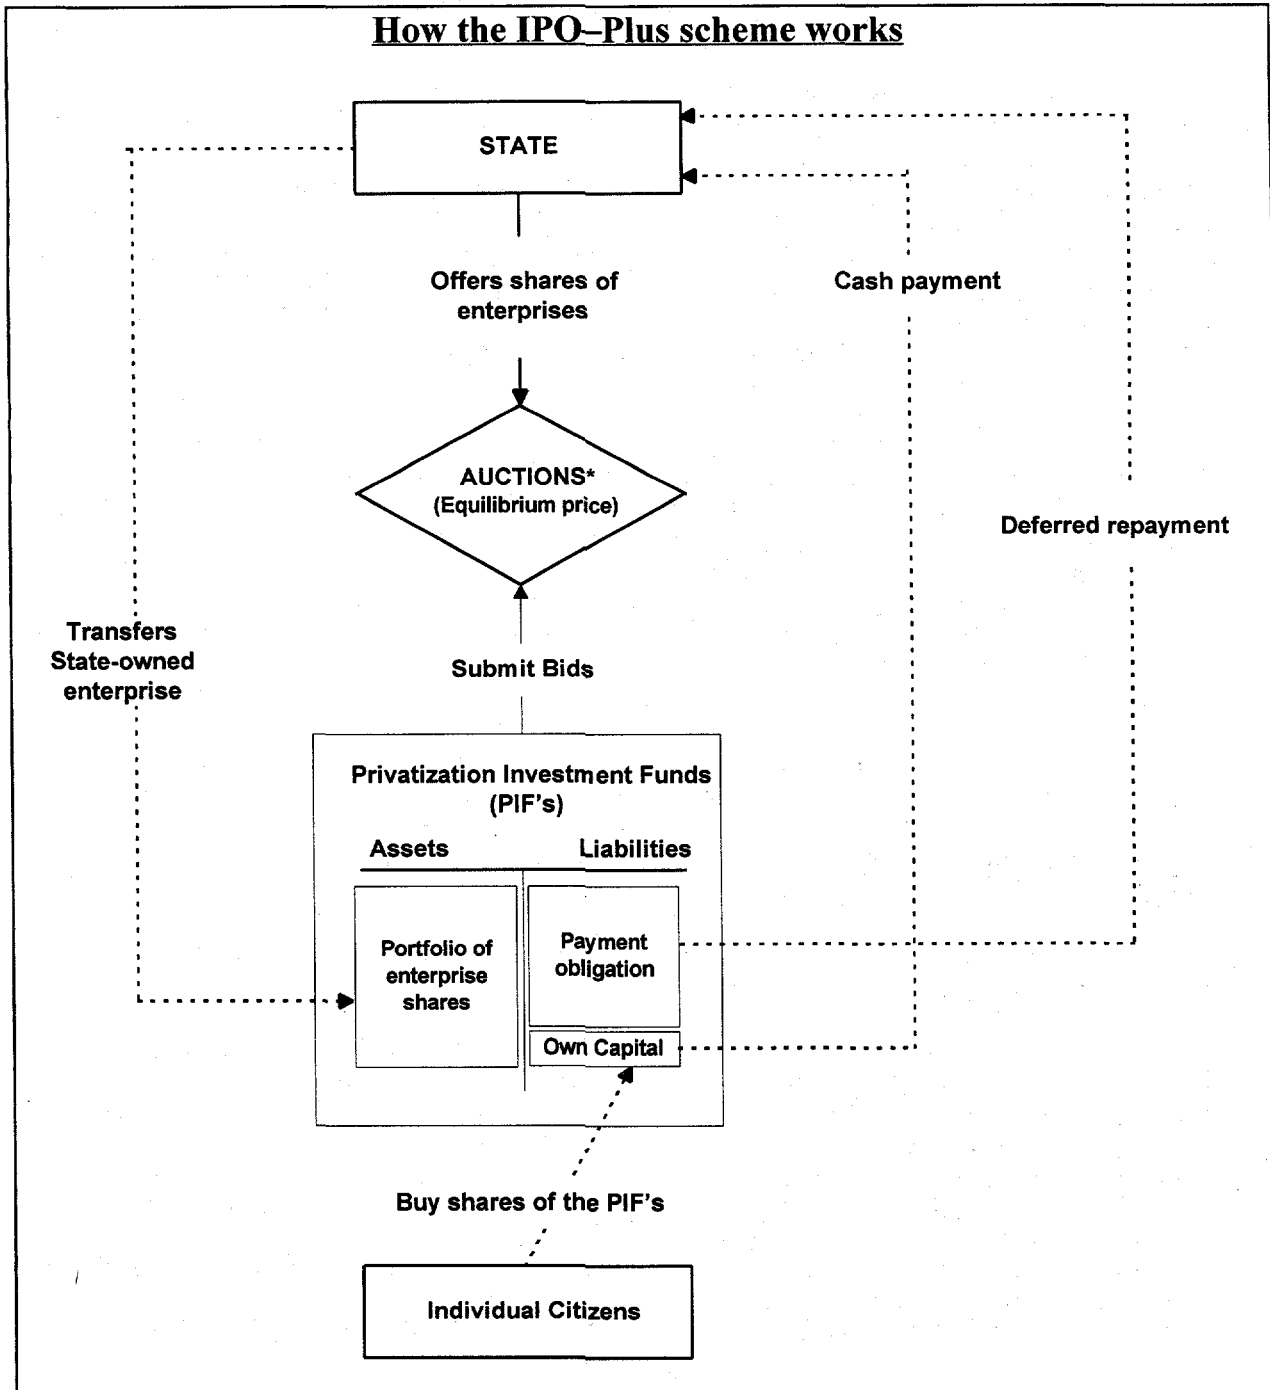 How the IPO–Plus scheme works
STATE
Offers shares of
enterprises
Cash payment
AUCTIONS*
(Equilibrium price)
Deferred repayment
Transfers
State-owned
enterprise
Submit Bids
Privatization Investment Funds
(PIF's)
Assets
Liabilities
Portfolio of
enterprise
shares
Payment
obligation
Own Capital
Buy shares of the PIF's
Individual Citizens